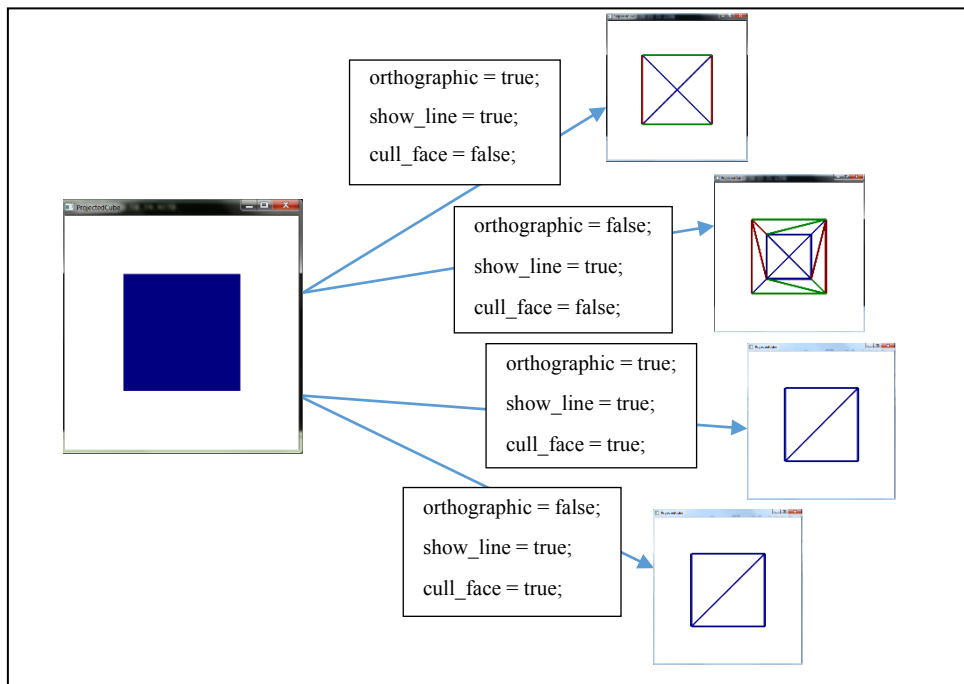 orthographic = true;
show_line = true;
cull_face = false;
ProjectedCube
orthographic = false;
show_line = true;
cull_face = false;
orthographic = true;
show_line = true;
cull_face = true;
orthographic = false;
show_line = true;
cull_face = true;